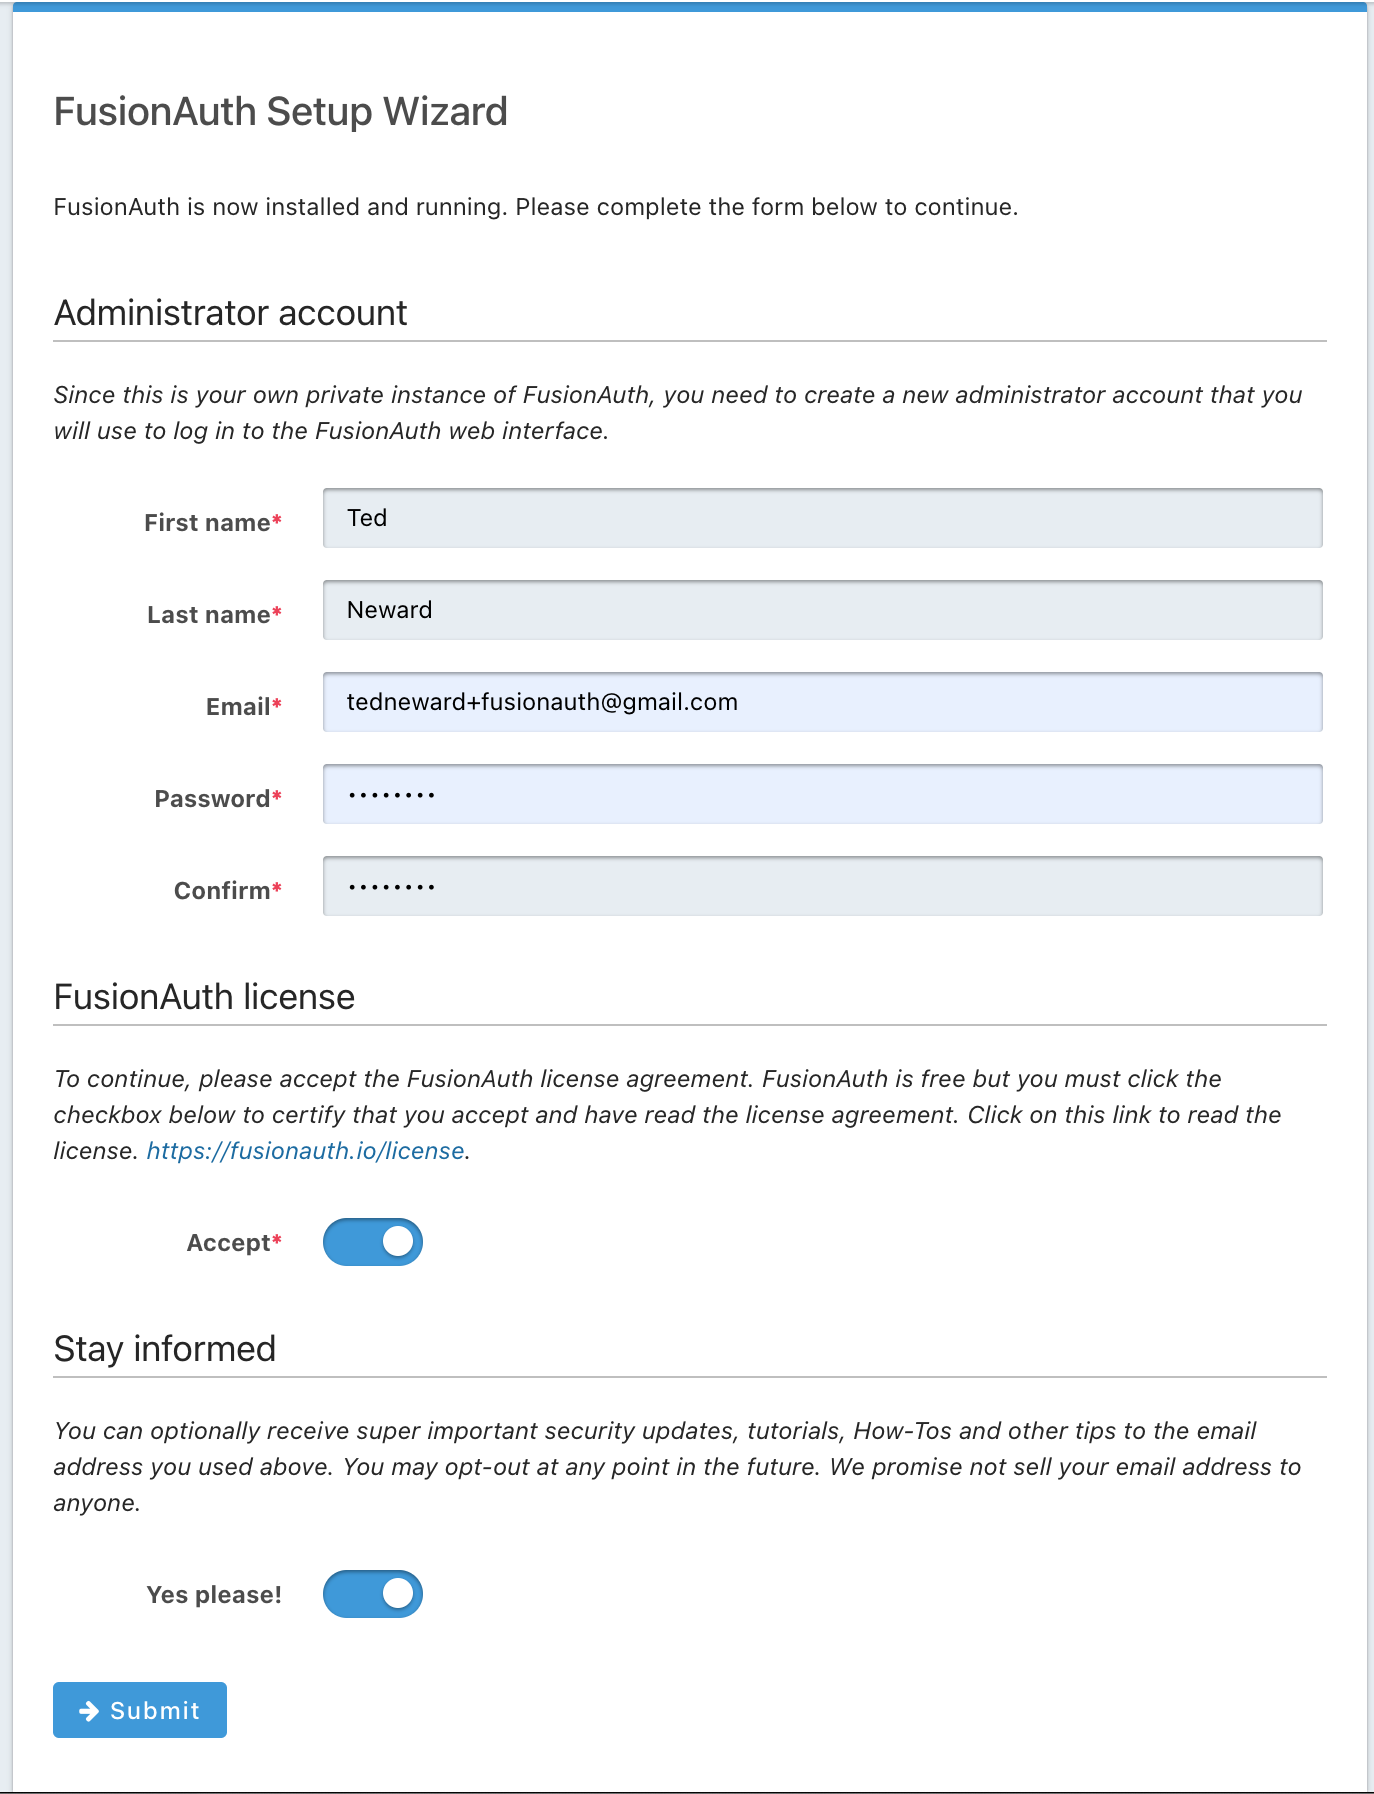 FusionAuth Setup Wizard
FusionAuth is now installed and running. Please complete the form below to continue.
Administrator account
Since this is your own private instance of FusionAuth, you need to create a new administrator account that you
will use to log in to the FusionAuth web interface.
First name* Ted
Last name* Neward
Email* tedneward+fusionauth@gmail.com
Password* ••••••••
Confirm* ••••••••
FusionAuth license
To continue, please accept the FusionAuth license agreement. FusionAuth is free but you must click the
checkbox below to certify that you accept and have read the license agreement. Click on this link to read the
license. https://fusionauth.io/license.
Accept*
Stay informed
You can optionally receive super important security updates, tutorials, How-Tos and other tips to the email
address you used above. You may opt-out at any point in the future. We promise not sell your email address to
anyone.
Yes please!
Submit